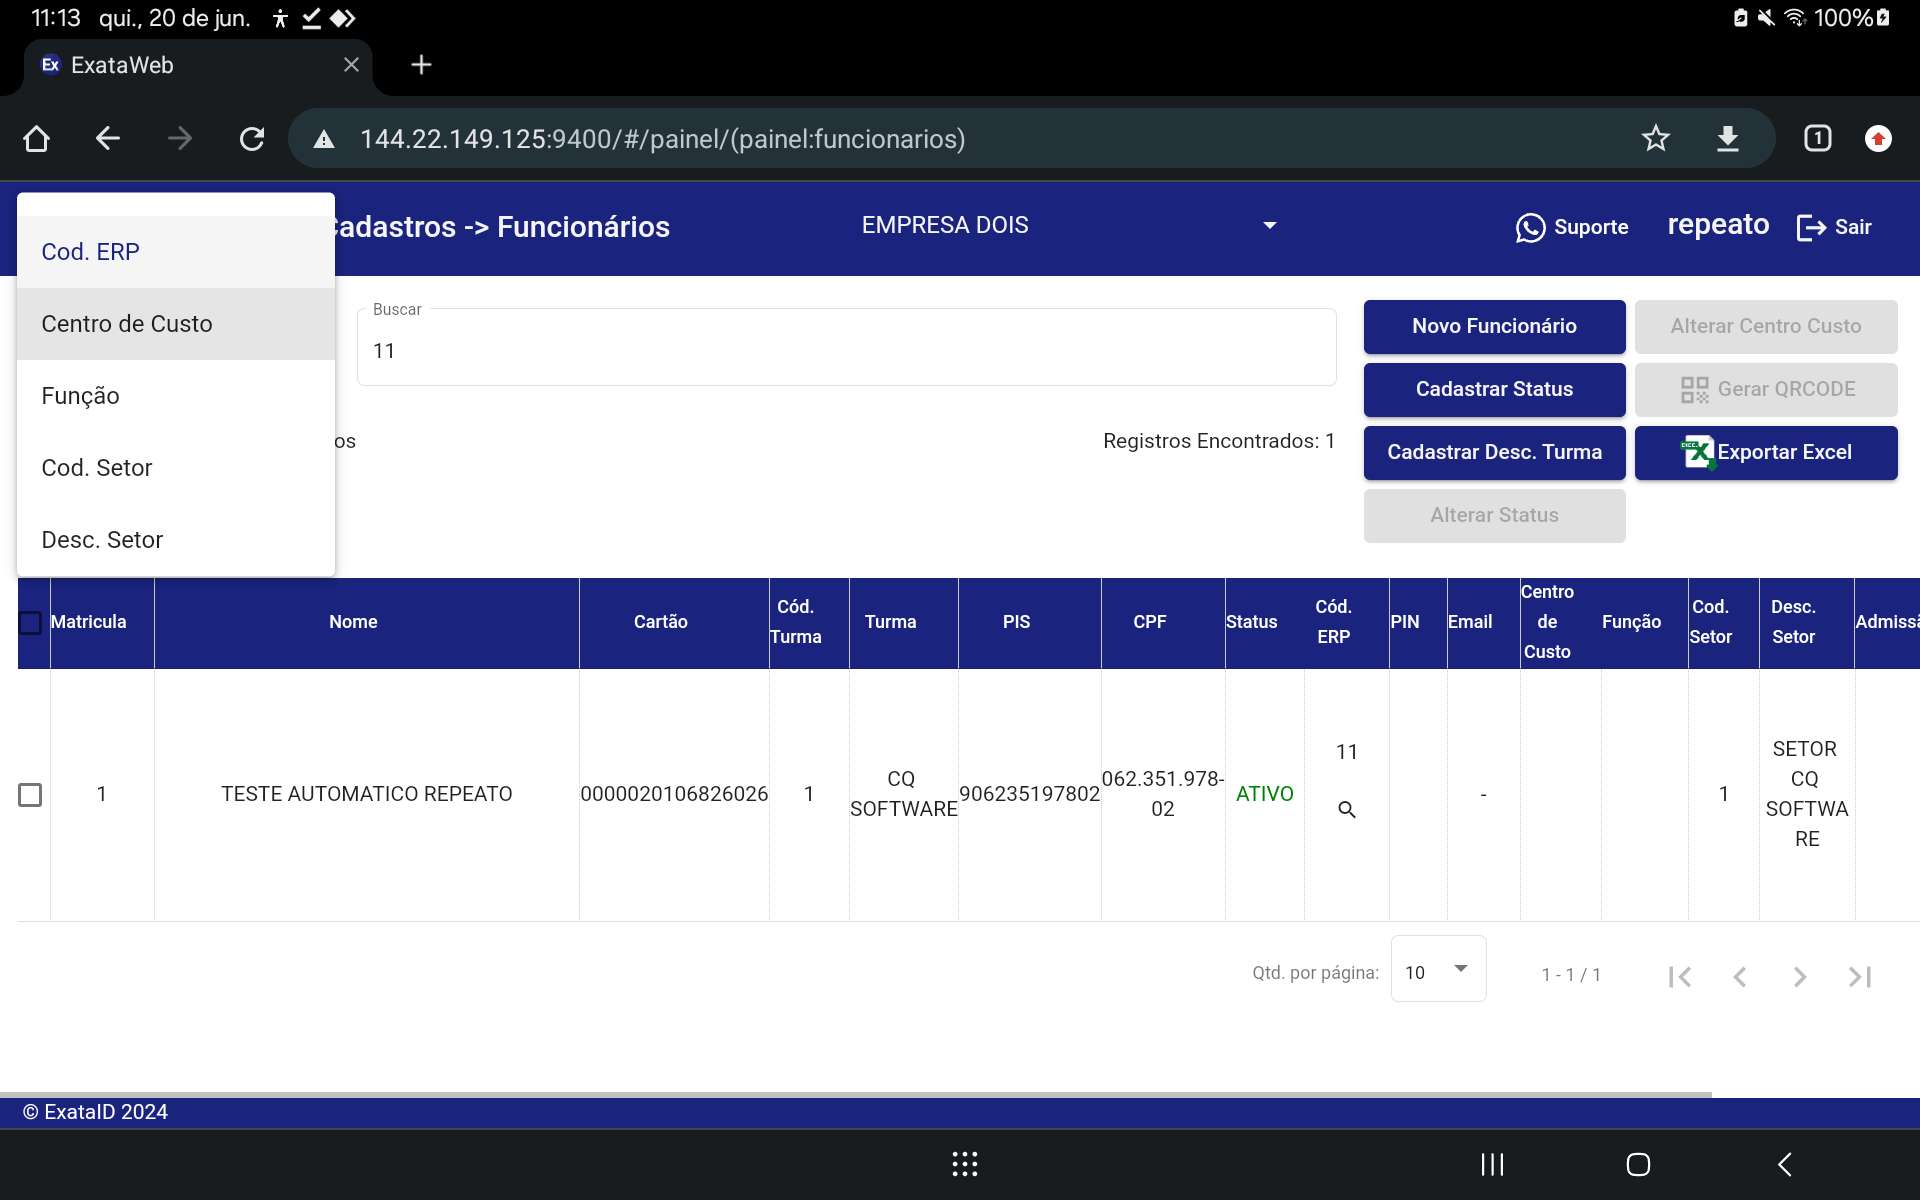 11:13 qui., 20 de jun.
100%
Ex ExataWeb
144.22.149.125:9400/#/painel/(painel:funcionarios)
1
Cadastros -> Funcionários
EMPRESA DOIS
Suporte
repeato
Sair
Cod. ERP
Centro de Custo
Função
Cod. Setor
Desc. Setor
Buscar
11
os
Registros Encontrados: 1
Novo Funcionário
Alterar Centro Custo
Cadastrar Status
Gerar QRCODE
Cadastrar Desc. Turma
Exportar Excel
Alterar Status
Matricula
Nome
Cartão
Cód.
Turma
Turma
PIS
CPF
Status
Cód.
ERP
PIN
Email
Centro
de
Custo
Função
Cod.
Setor
Desc.
Setor
Admissã
1
TESTE AUTOMATICO REPEATO
0000020106826026
1
CQ
SOFTWARE
906235197802
062.351.978-
02
ATIVO
11
-
1
SETOR
CQ
SOFTWA
RE
Qtd. por página:
10
1 - 1 / 1
© ExataID 2024